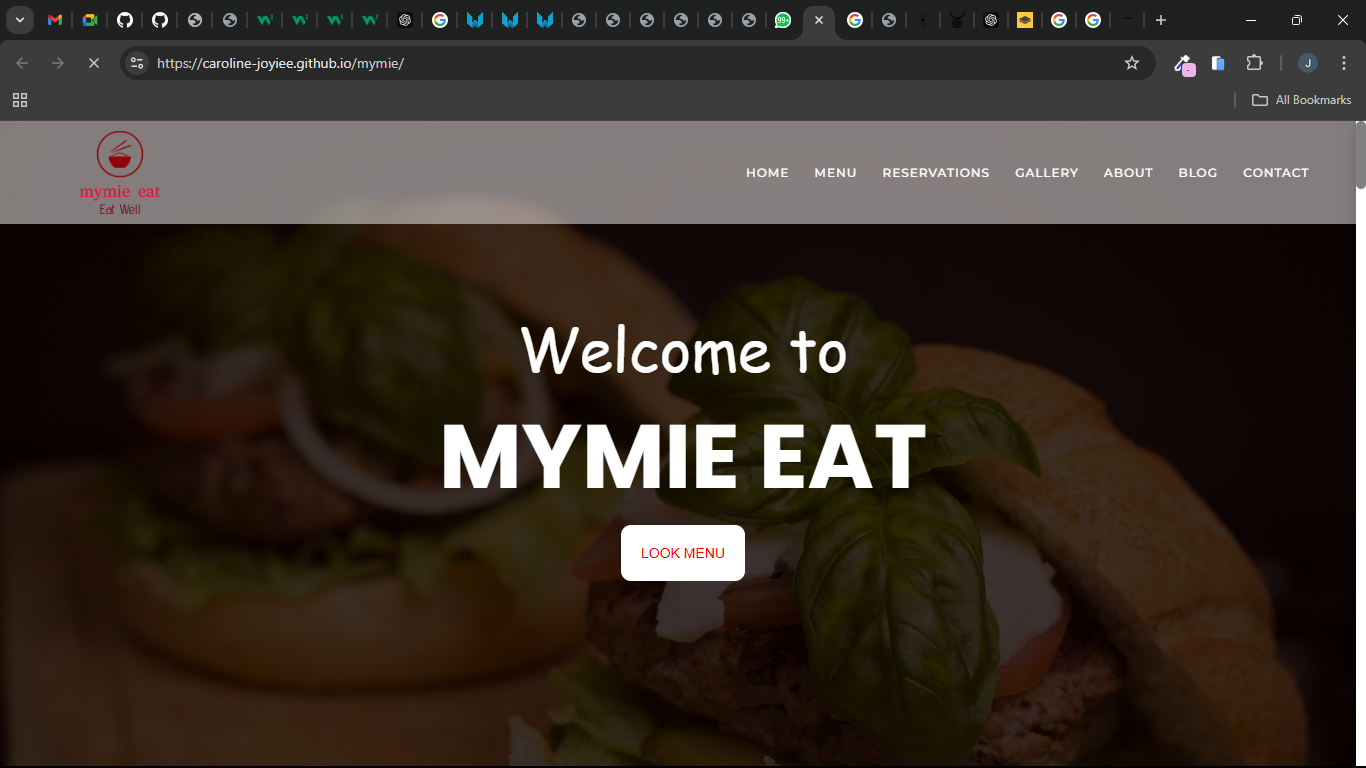 99+
https://caroline-joyiee.github.io/mymie/
J
All Bookmarks
mymie eat
Eat Well
HOME MENU RESERVATIONS GALLERY ABOUT BLOG CONTACT
Welcome to
MYMIE EAT
LOOK MENU